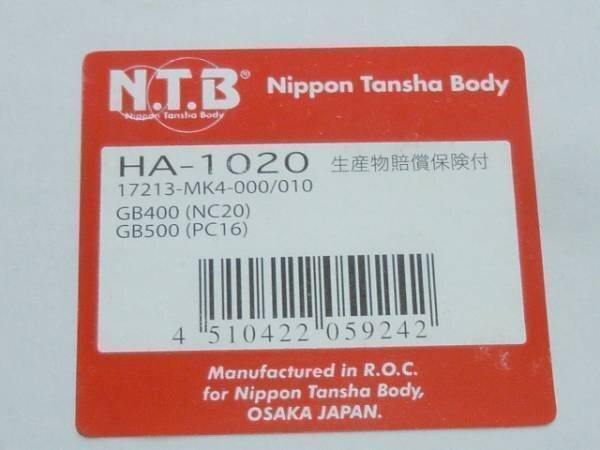 N.T.B® Nippon Tansha Body
Nippon Tansha Body
HA-1020 生産物賠償保険付
17213-MK4-000/010
GB400 (NC20)
GB500 (PC16)
4 510422 059242
Manufactured in R.O.C.
for Nippon Tansha Body,
OSAKA JAPAN.